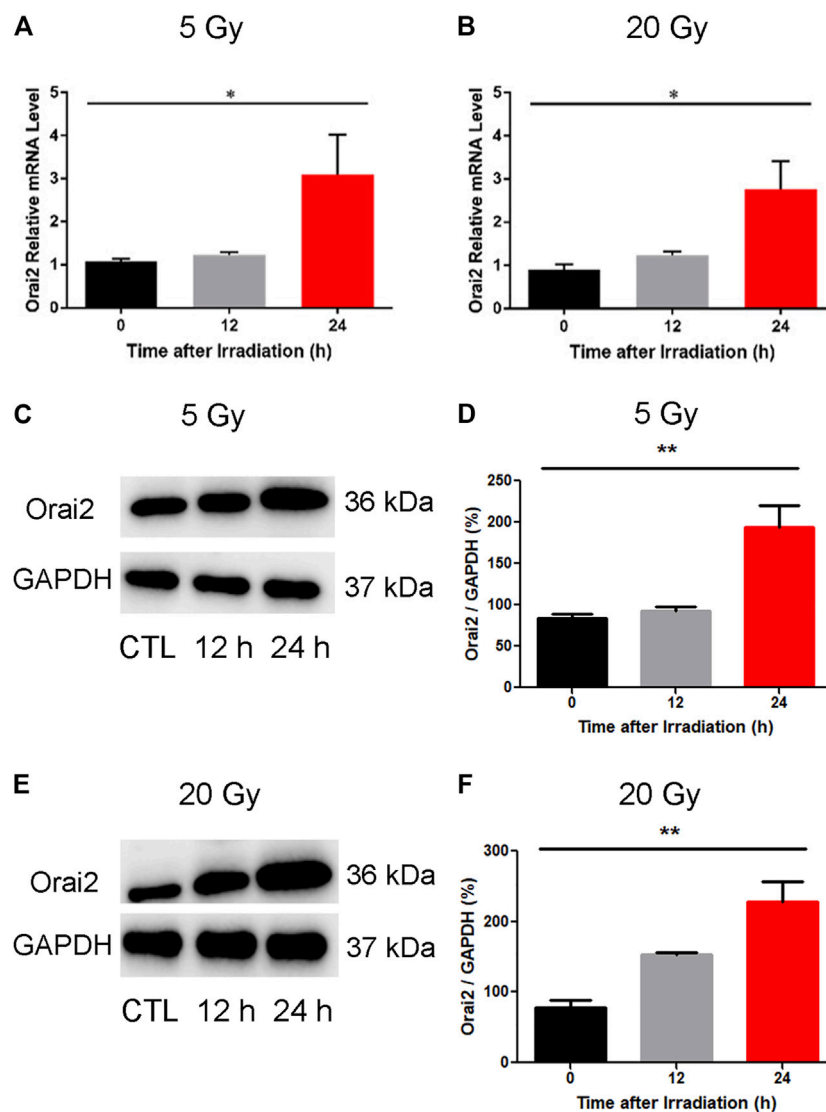 A
5 Gy
*
Orai2 Relative mRNA Level
5
4
3
2
1
0
0 12 24
Time after Irradiation (h)
B
20 Gy
*
Orai2 Relative mRNA Level
5
4
3
2
1
0
0 12 24
Time after Irradiation (h)
C
5 Gy
Orai2 36 kDa
GAPDH 37 kDa
CTL 12 h 24 h
D
5 Gy
**
Orai2 / GAPDH (%)
250
200
150
100
50
0
0 12 24
Time after Irradiation (h)
E
20 Gy
Orai2 36 kDa
GAPDH 37 kDa
CTL 12 h 24 h
F
20 Gy
**
Orai2 / GAPDH (%)
300
200
100
0
0 12 24
Time after Irradiation (h)